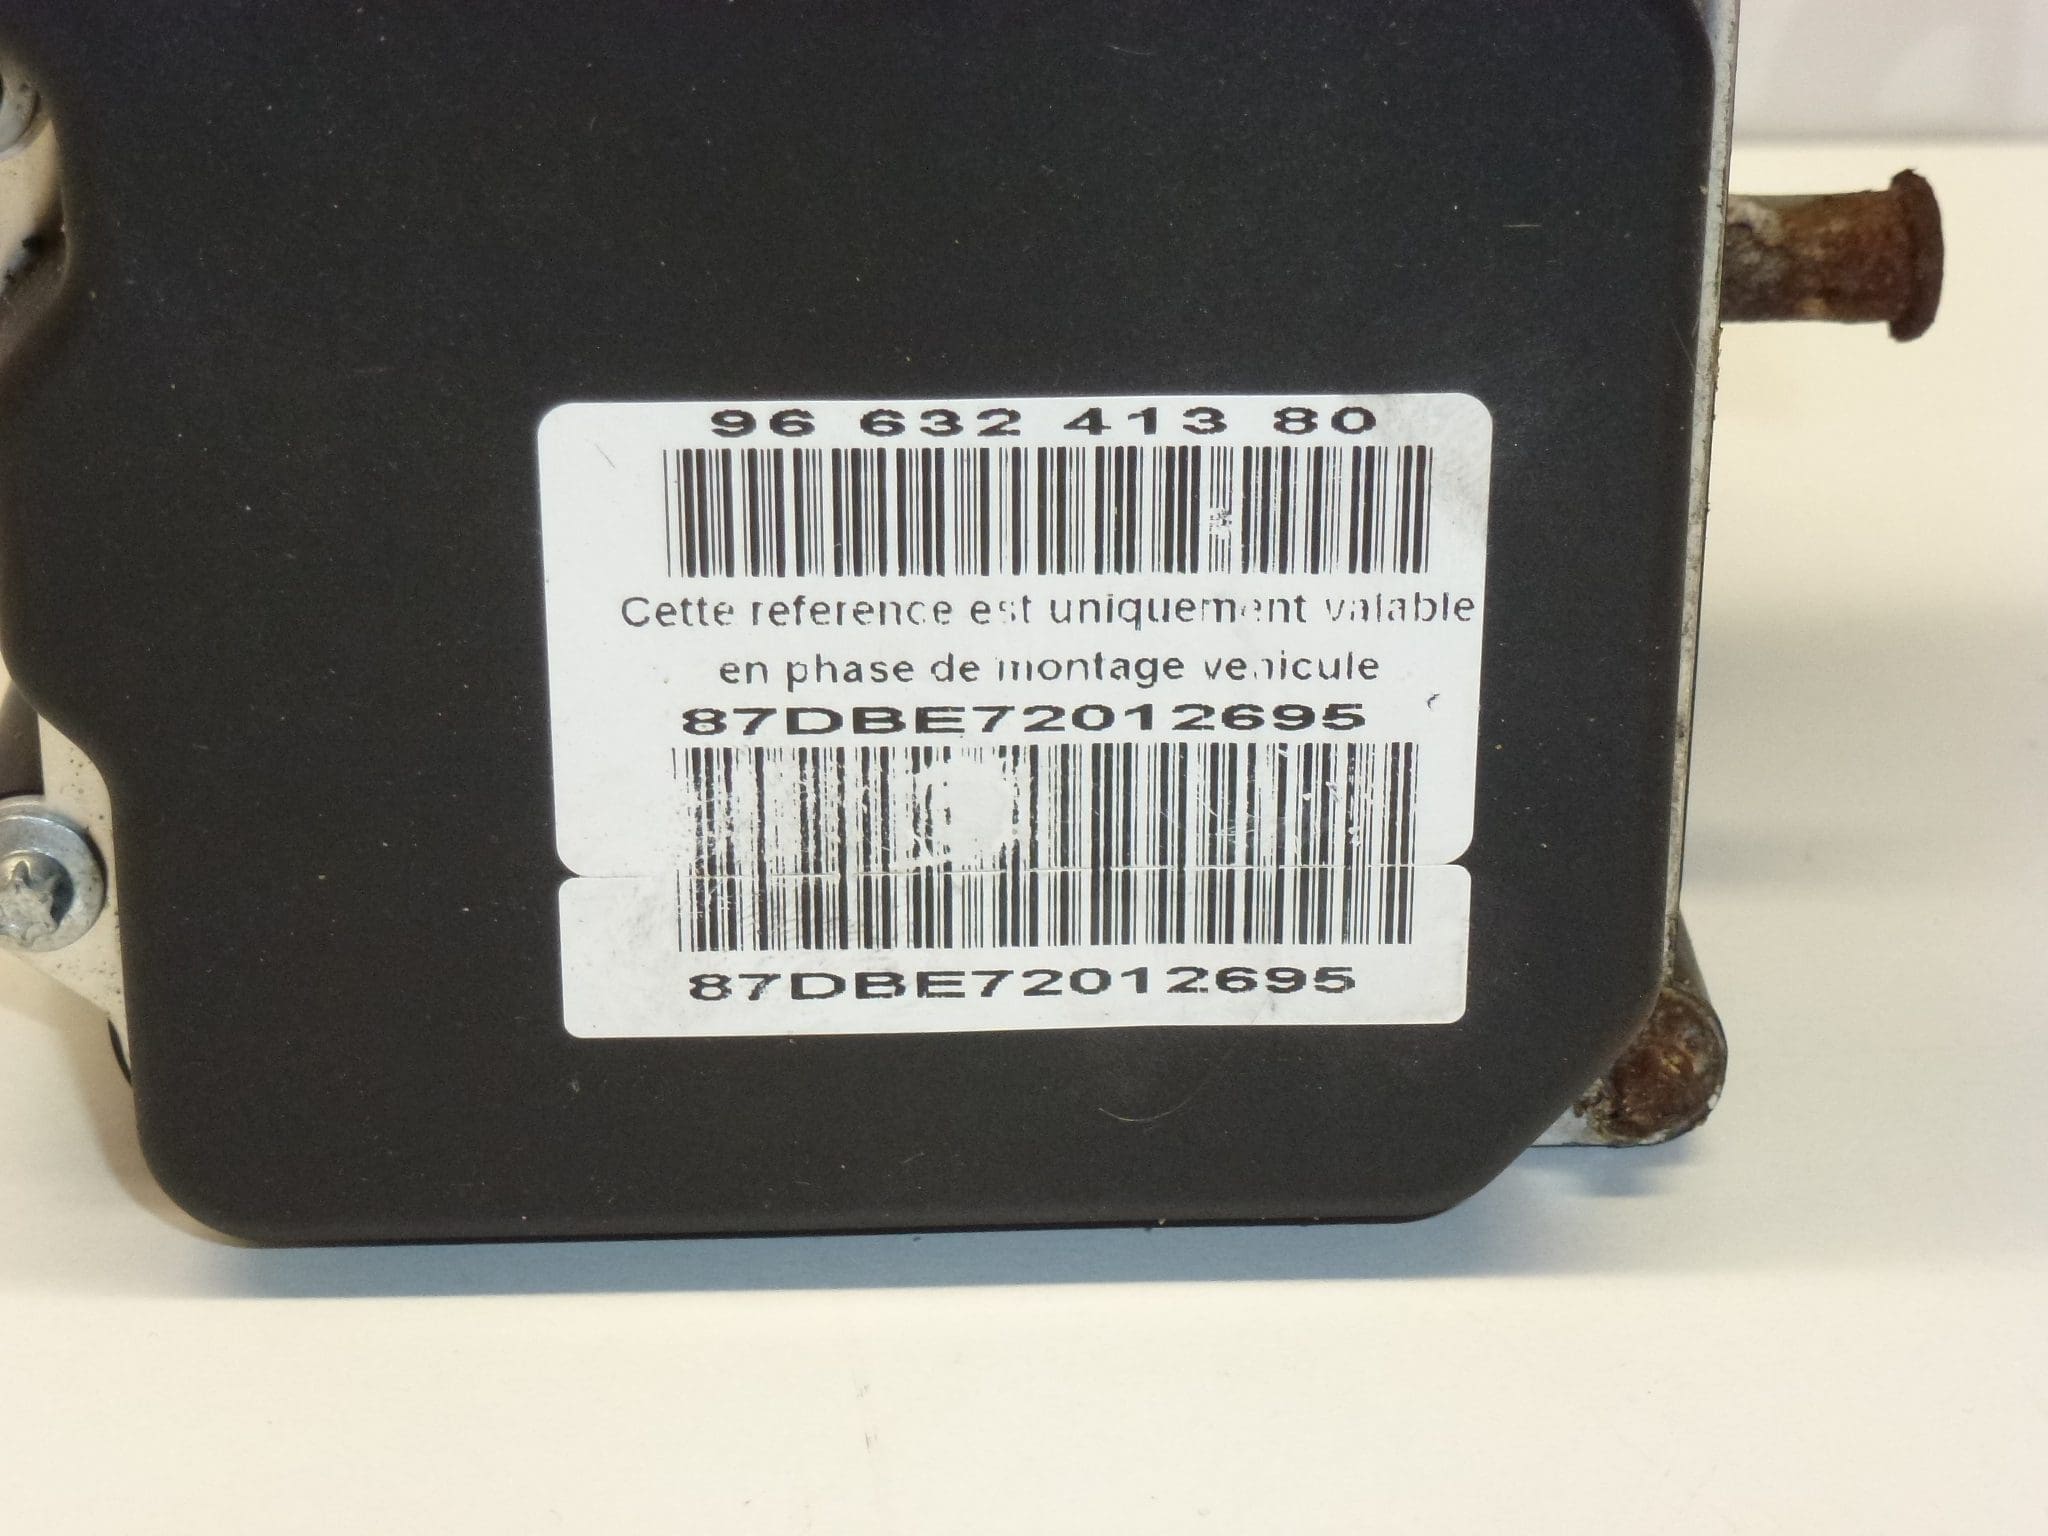 96 632 413 80
Cette reference est uniquement valable
en phase de montage vehicule
87DBE72012695
87DBE72012695